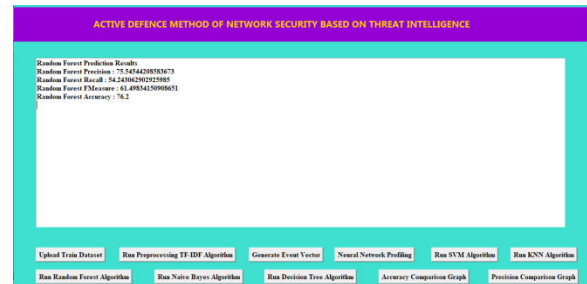 ACTIVE DEFENCE METHOD OF NETWORK SECURITY BASED ON THREAT INTELLIGENCE
Random Forest Prediction Results
Random Forest Precision : 75.54544208583673
Random Forest Recall : 54.243062902925985
Random Forest FMeasure : 61.49834150908651
Random Forest Accuracy : 76.2
Upload Train Dataset Run Preprocessing TF-IDF Algorithm Generate Event Vector Neural Network Profiling Run SVM Algorithm Run KNN Algorithm
Run Random Forest Algorithm Run Naive Bayes Algorithm Run Decision Tree Algorithm Accuracy Comparison Graph Precision Comparison Graph